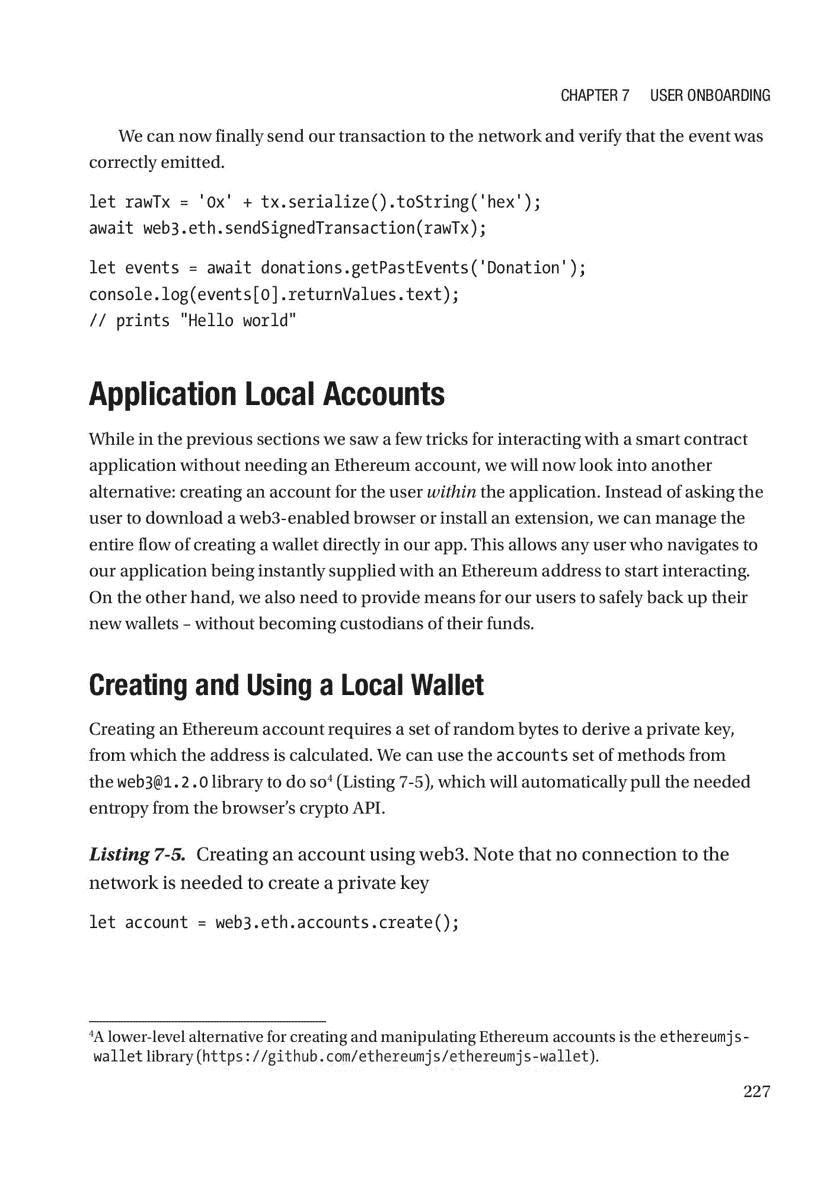 CHAPTER 7 USER ONBOARDING
We can now finally send our transaction to the network and verify that the event was
correctly emitted.
let rawTx = '0x' + tx.serialize().toString('hex');
await web3.eth.sendSignedTransaction(rawTx);
let events = await donations.getPastEvents('Donation');
console.log(events[0].returnValues.text);
// prints "Hello world"
Application Local Accounts
While in the previous sections we saw a few tricks for interacting with a smart contract
application without needing an Ethereum account, we will now look into another
alternative: creating an account for the user within the application. Instead of asking the
user to download a web3-enabled browser or install an extension, we can manage the
entire flow of creating a wallet directly in our app. This allows any user who navigates to
our application being instantly supplied with an Ethereum address to start interacting.
On the other hand, we also need to provide means for our users to safely back up their
new wallets – without becoming custodians of their funds.
Creating and Using a Local Wallet
Creating an Ethereum account requires a set of random bytes to derive a private key,
from which the address is calculated. We can use the accounts set of methods from
the web3@1.2.0 library to do so⁴ (Listing 7-5), which will automatically pull the needed
entropy from the browser’s crypto API.
Listing 7-5. Creating an account using web3. Note that no connection to the
network is needed to create a private key
let account = web3.eth.accounts.create();
⁴A lower-level alternative for creating and manipulating Ethereum accounts is the ethereumjs-
wallet library (https://github.com/ethereumjs/ethereumjs-wallet).
227